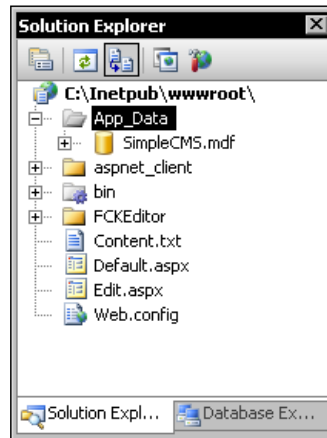 Solution Explorer
C:\Inetpub\wwwroot\
App_Data
SimpleCMS.mdf
aspnet_client
bin
FCKEditor
Content.txt
Default.aspx
Edit.aspx
Web.config
Solution Expl... Database Ex...